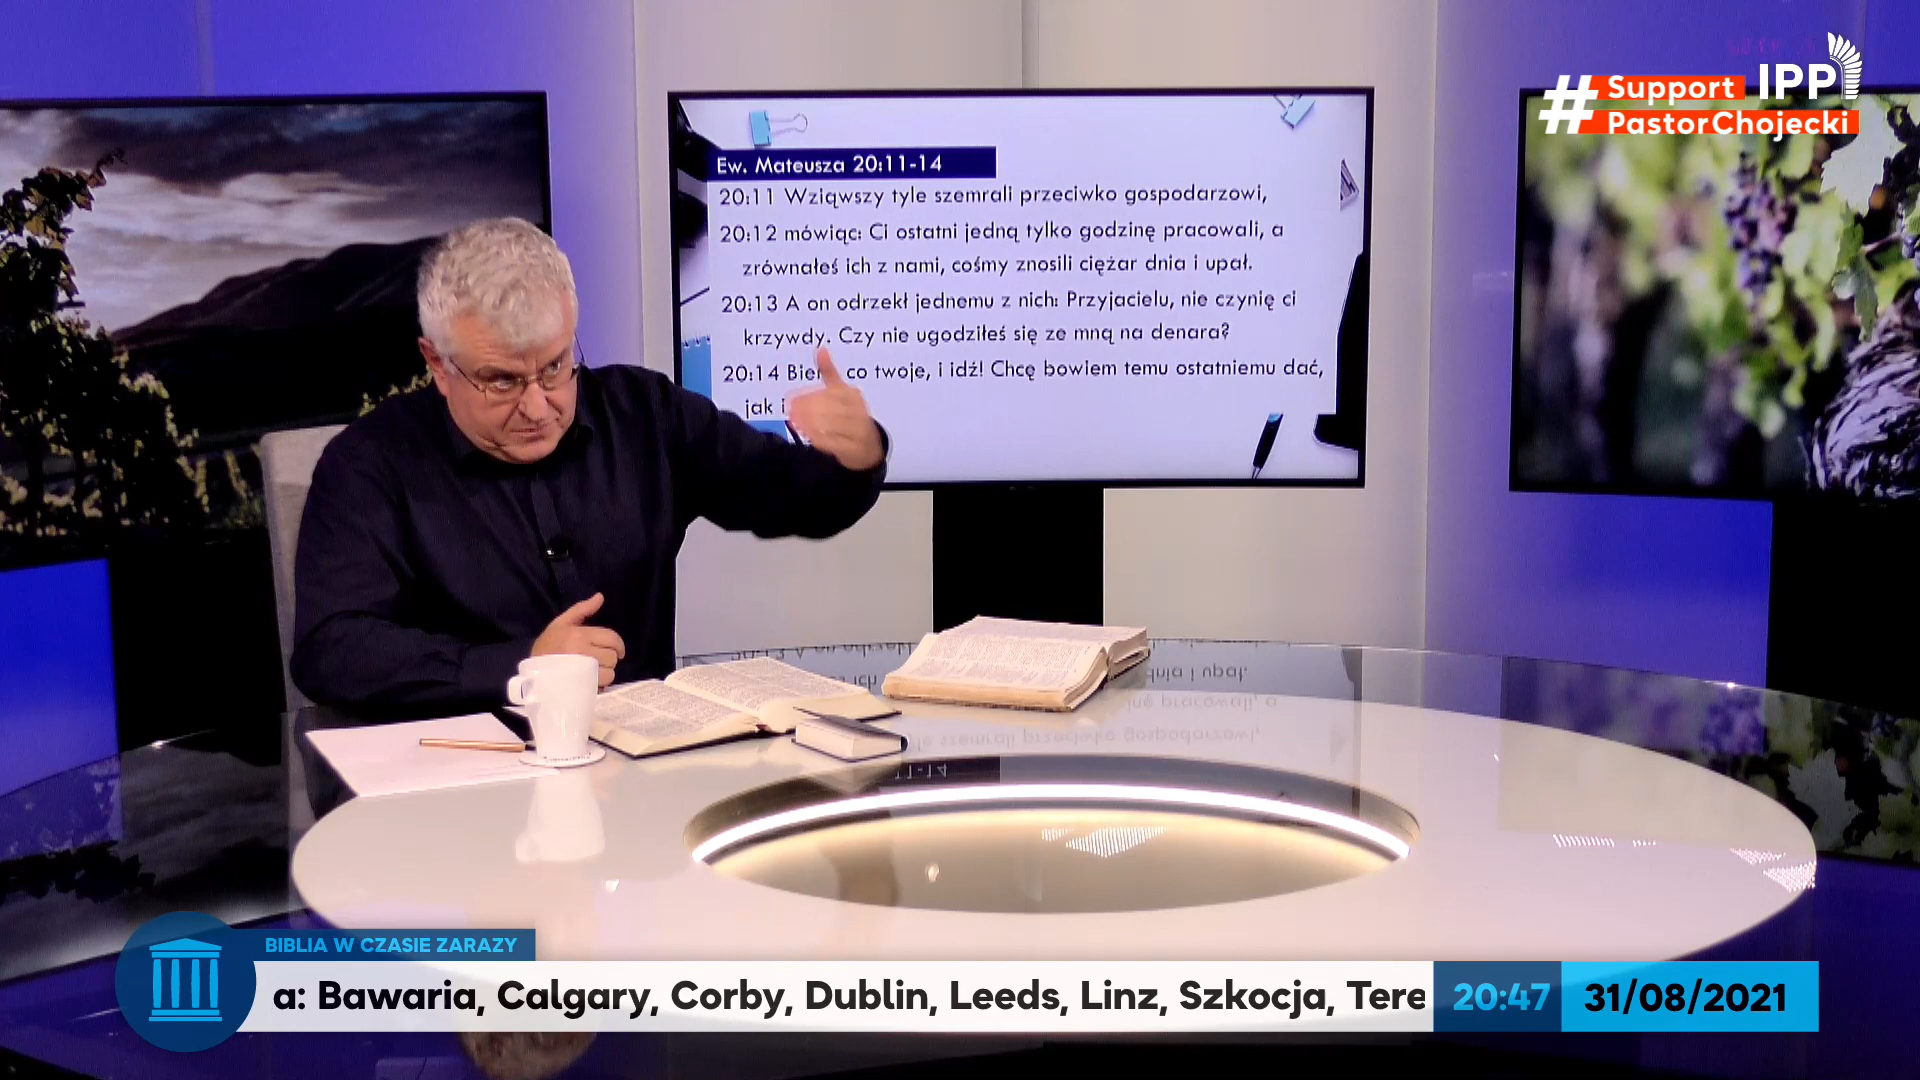 #Support
IPP
PastorChojecki
Ew. Mateusza 20:11-14
20:11 Wziąwszy tyle szemrali przeciwko gospodarzowi,
20:12 mówiąc: Ci ostatni jedną tylko godzinę pracowali, a
zrównałeś ich z nami, cośmy znosili ciężar dnia i upał.
20:13 A on odrzekł jednemu z nich: Przyjacielu, nie czynię ci
krzywdy. Czy nie ugodziłeś się ze mną na denara?
20:14 co twoje, i idź! Chcę bowiem temu ostatniemu dać,
jak i
BIBLIA W CZASIE ZARAZY
a: Bawaria, Calgary, Corby, Dublin, Leeds, Linz, Szkocja, Tere
20:47
31/08/2021